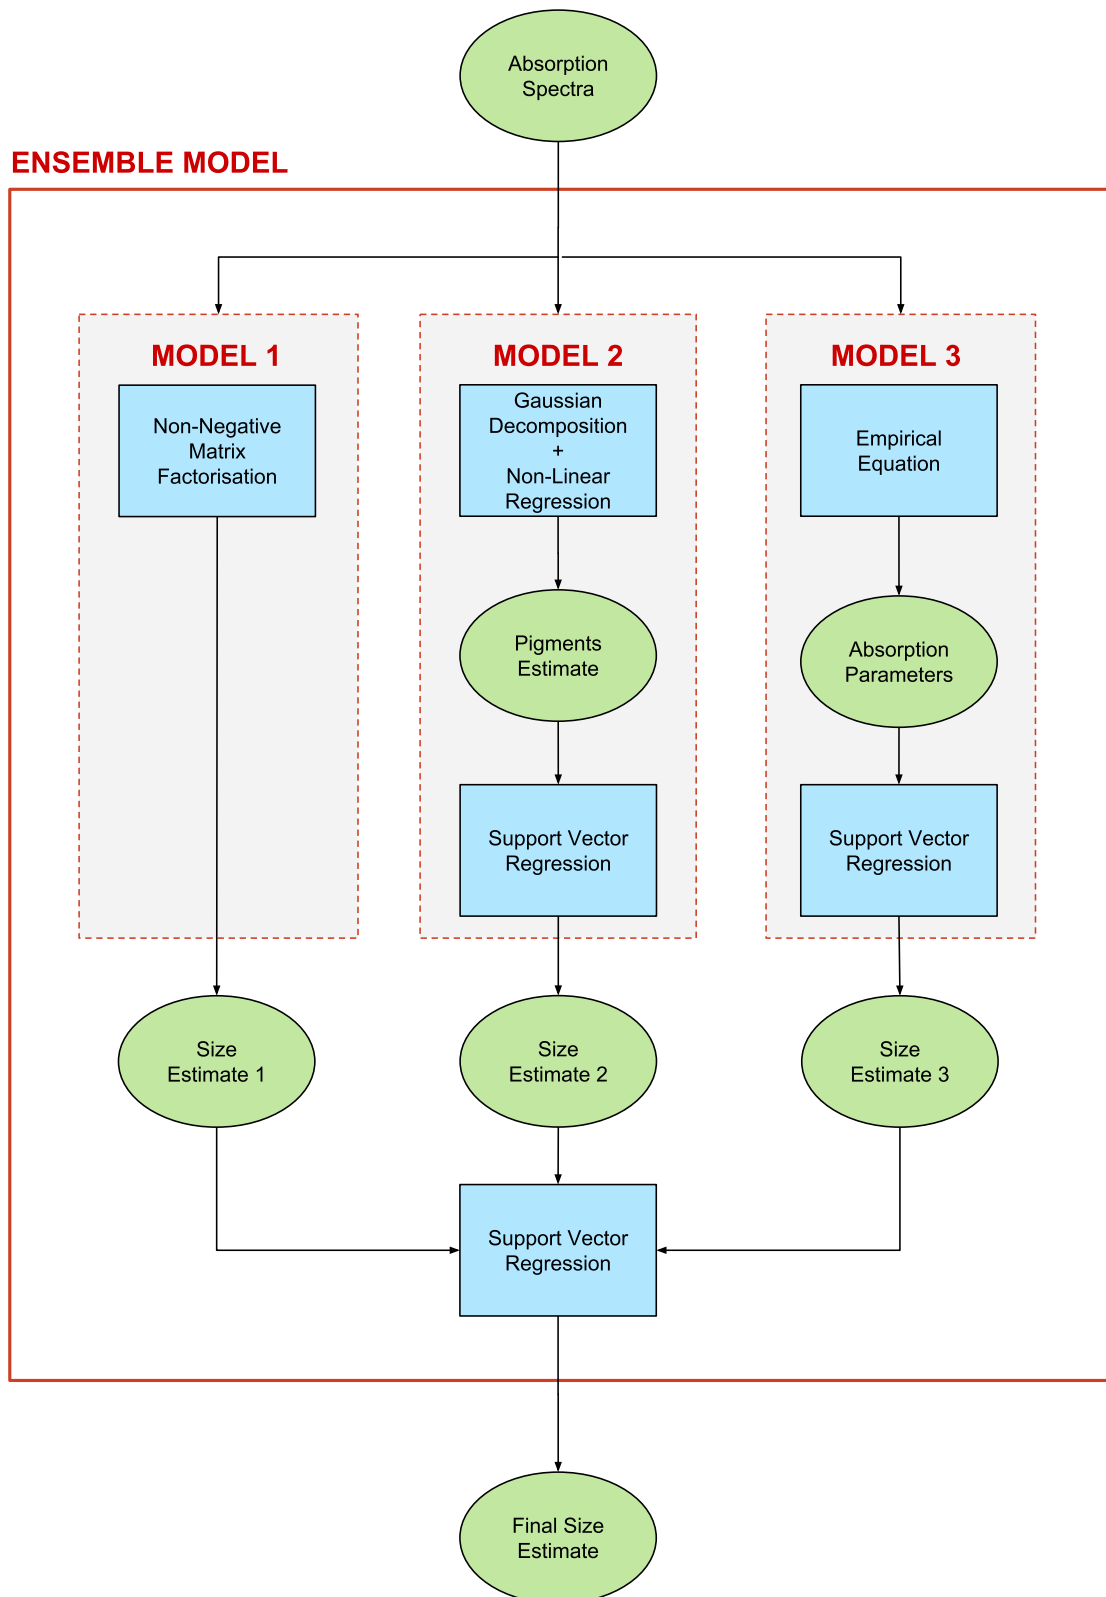 Absorption
Spectra
ENSEMBLE MODEL
MODEL 1
Non-Negative
Matrix
Factorisation
MODEL 2
Gaussian
Decomposition
+
Non-Linear
Regression
MODEL 3
Empirical
Equation
Pigments
Estimate
Absorption
Parameters
Support Vector
Regression
Support Vector
Regression
Size
Estimate 1
Size
Estimate 2
Size
Estimate 3
Support Vector
Regression
Final Size
Estimate